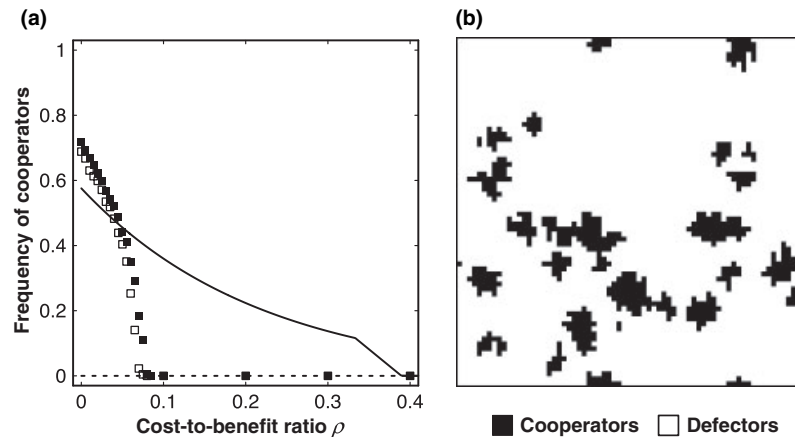 (a)
1
0.8
0.6
0.4
0.2
0
0 0.1 0.2 0.3 0.4
Frequency of cooperators
Cost-to-benefit ratio ρ
(b)
Cooperators Defectors